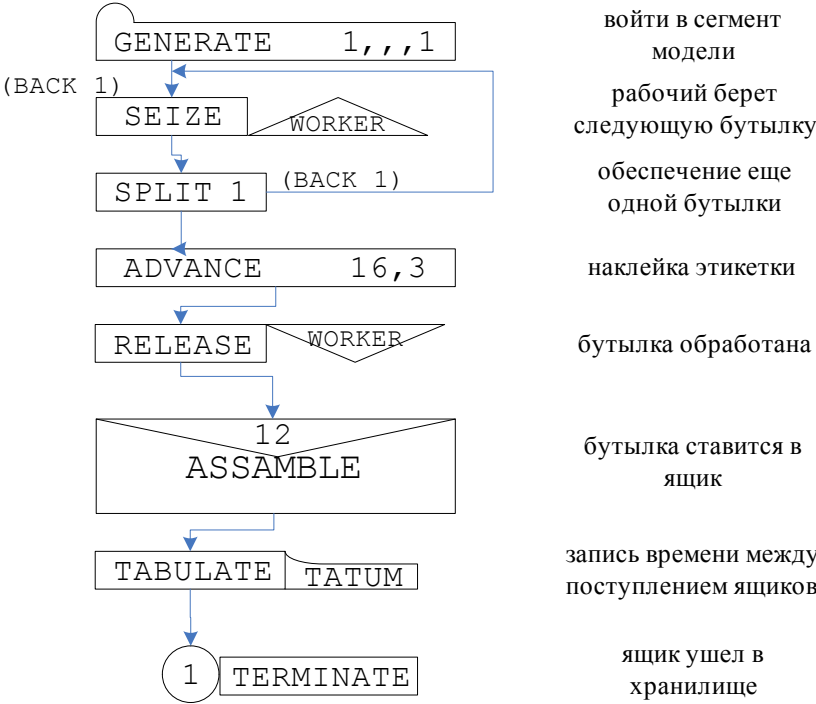 GENERATE 1,,,1
войти в сегмент
модели
(BACK 1)
SEIZE WORKER
рабочий берет
следующую бутылку
SPLIT 1 (BACK 1)
обеспечение еще
одной бутылки
ADVANCE 16,3
наклейка этикетки
RELEASE WORKER
бутылка обработана
12
ASSAMBLE
бутылка ставится в
ящик
TABULATE TATUM
запись времени между
поступлением ящиков
1 TERMINATE
ящик ушел в
хранилище